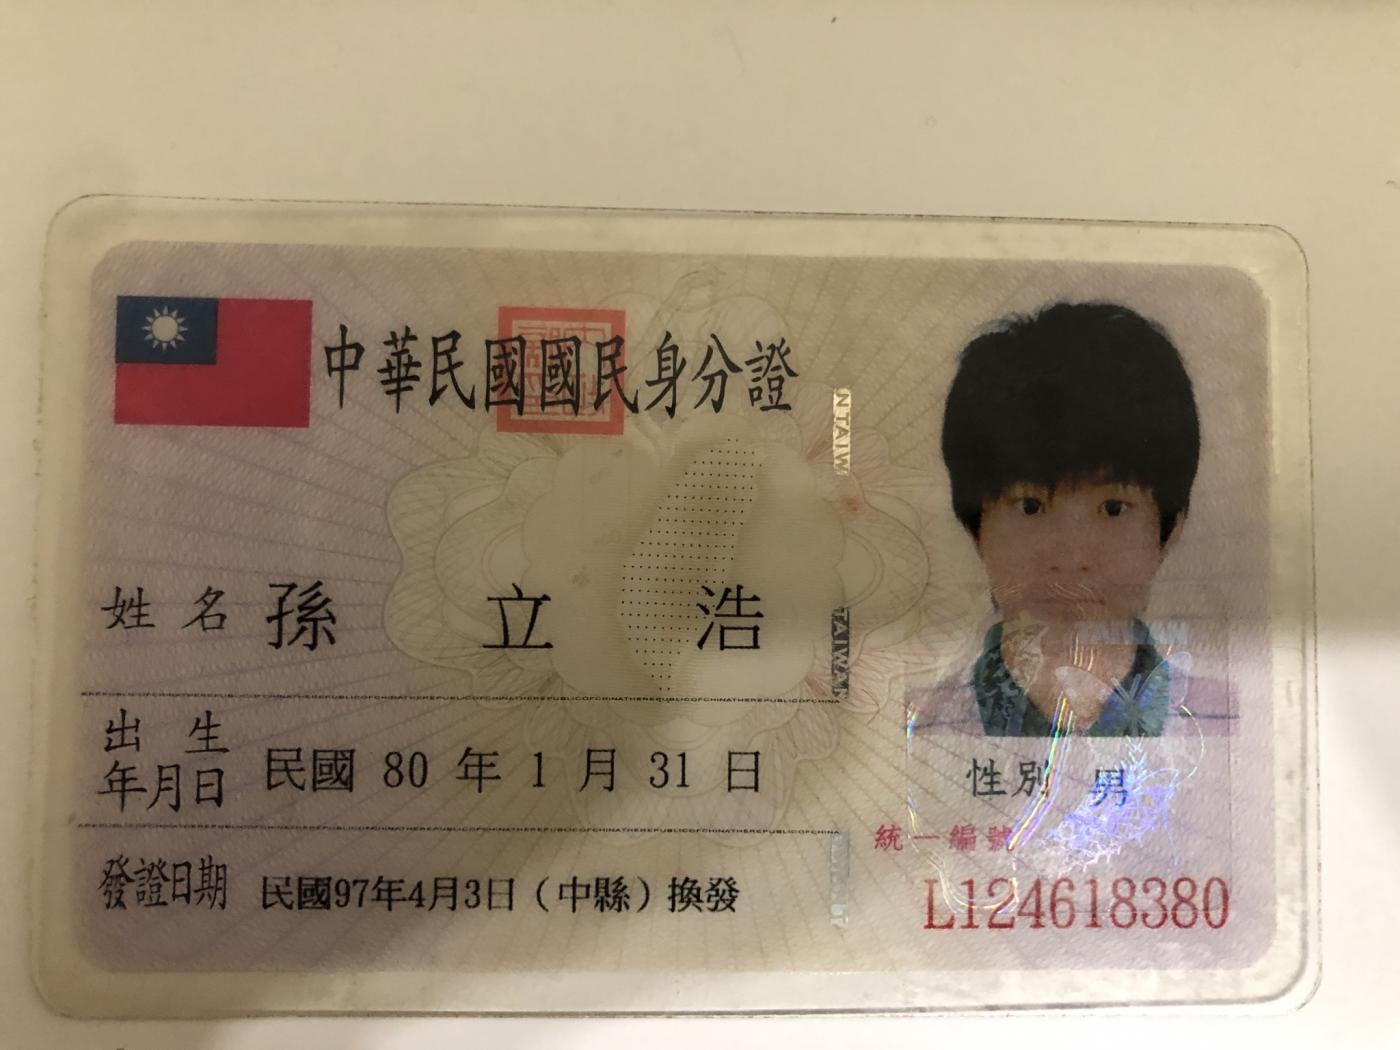 中華民國國民身分證
姓名 孫立浩
出生年月日 民國 80 年 1 月 31 日
發證日期 民國97年4月3日（中縣）換發
性別 男
統一編號
L124618380
TAIWAN